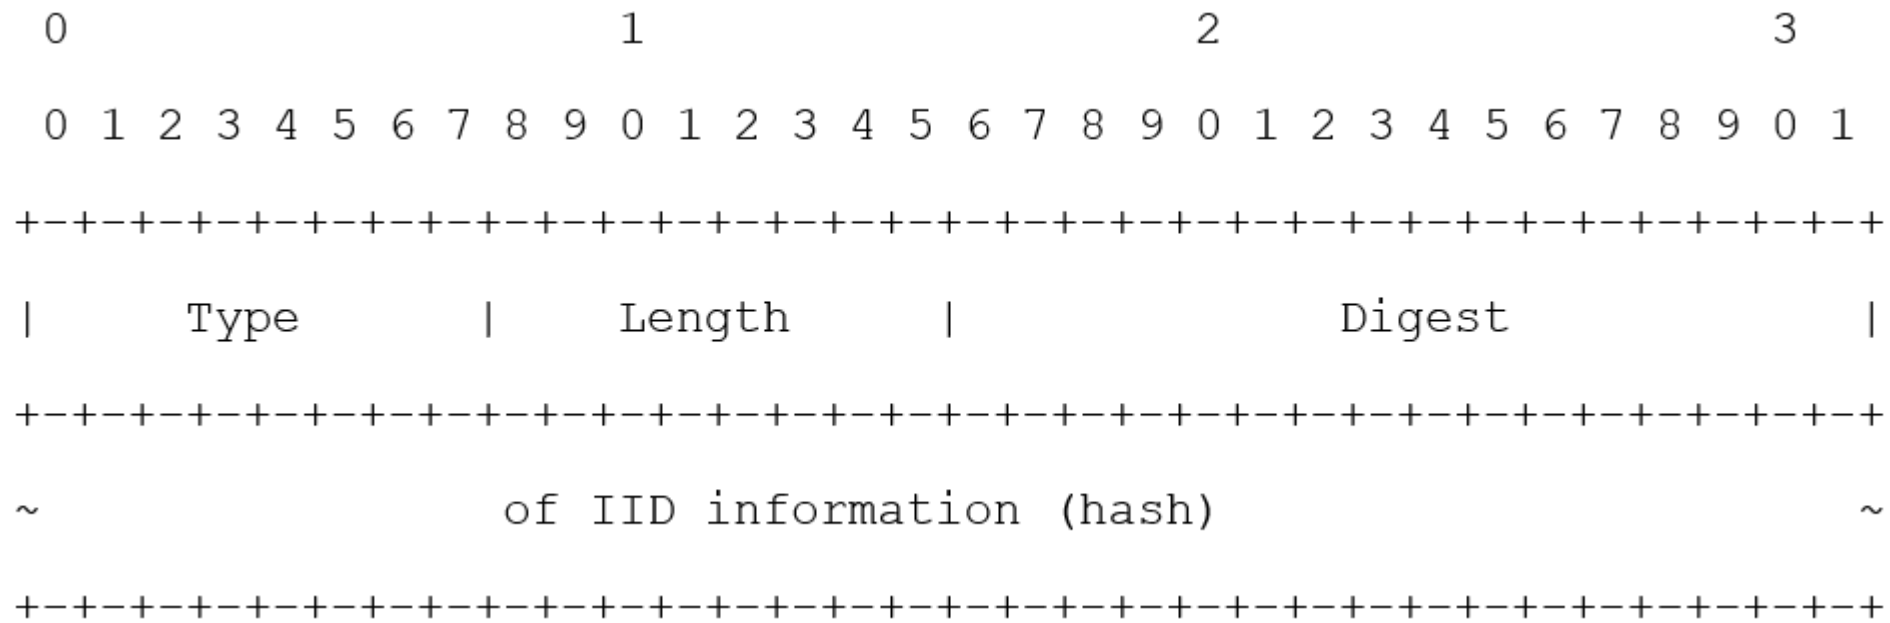 0                   1                   2                   3
 0 1 2 3 4 5 6 7 8 9 0 1 2 3 4 5 6 7 8 9 0 1 2 3 4 5 6 7 8 9 0 1
+-+-+-+-+-+-+-+-+-+-+-+-+-+-+-+-+-+-+-+-+-+-+-+-+-+-+-+-+-+-+-+-+
|     Type      |    Length     |             Digest            |
+-+-+-+-+-+-+-+-+-+-+-+-+-+-+-+-+-+-+-+-+-+-+-+-+-+-+-+-+-+-+-+-+
~                of IID information (hash)                      ~
+-+-+-+-+-+-+-+-+-+-+-+-+-+-+-+-+-+-+-+-+-+-+-+-+-+-+-+-+-+-+-+-+